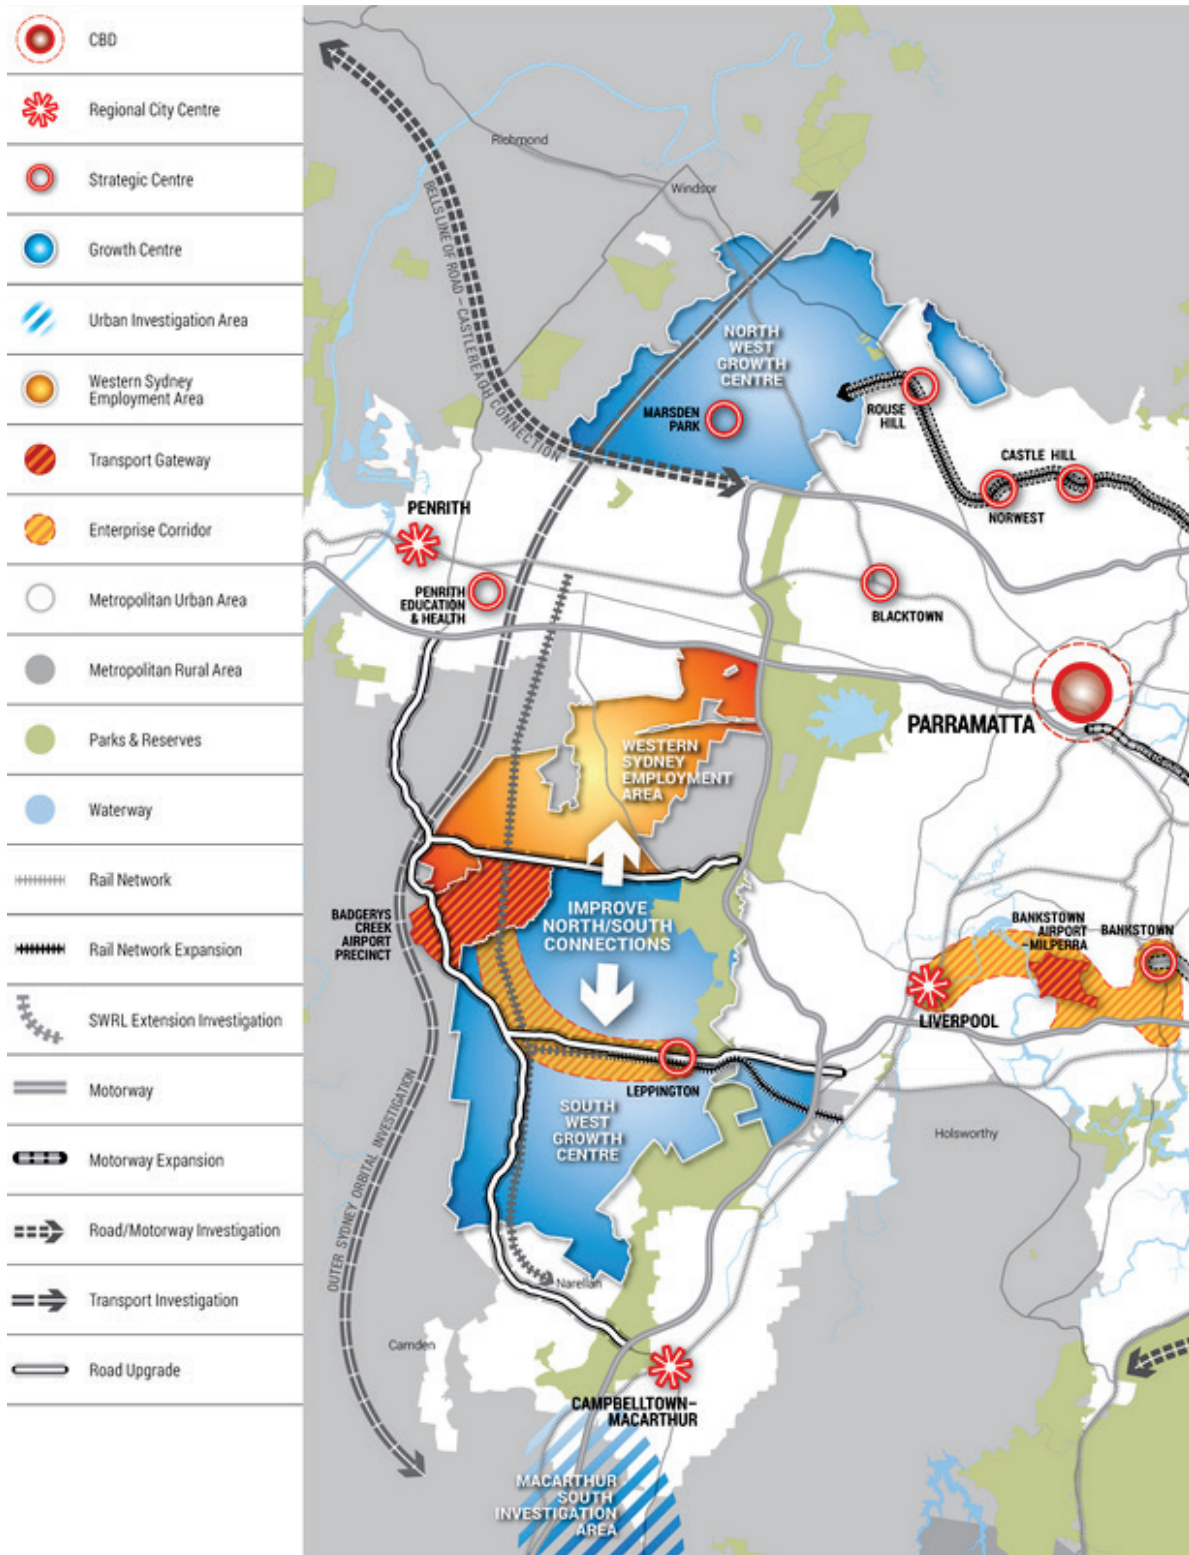 CBD
Regional City Centre
Strategic Centre
Growth Centre
Urban Investigation Area
Western Sydney
Employment Area
Transport Gateway
Enterprise Corridor
Metropolitan Urban Area
Metropolitan Rural Area
Parks & Reserves
Waterway
Rail Network
Rail Network Expansion
SWRL Extension Investigation
Motorway
Motorway Expansion
Road/Motorway Investigation
Transport Investigation
Road Upgrade
Richmond
Windsor
BELLS LINE OF ROAD – CASTLEREAGH CONNECTION
NORTH
WEST
GROWTH
CENTRE
MARSDEN
PARK
ROUSE
HILL
CASTLE HILL
NORWEST
PENRITH
PENRITH
EDUCATION
& HEALTH
BLACKTOWN
PARRAMATTA
WESTERN
SYDNEY
EMPLOYMENT
AREA
BADGERYS
CREEK
AIRPORT
PRECINCT
IMPROVE
NORTH/SOUTH
CONNECTIONS
BANKSTOWN
AIRPORT
–MILPERRA
BANKSTOWN
LIVERPOOL
LEPPINGTON
SOUTH
WEST
GROWTH
CENTRE
Holsworthy
OUTER SYDNEY ORBITAL INVESTIGATION
Narellan
Camden
CAMPBELLTOWN–
MACARTHUR
MACARTHUR
SOUTH
INVESTIGATION
AREA